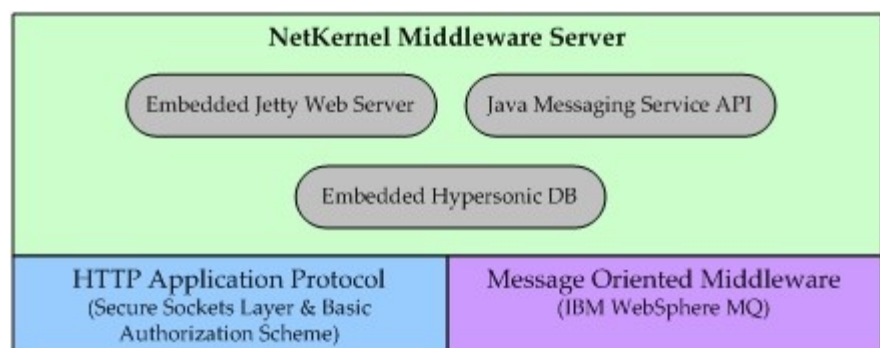 NetKernel Middleware Server
Embedded Jetty Web Server
Java Messaging Service API
Embedded Hypersonic DB
HTTP Application Protocol
(Secure Sockets Layer & Basic
Authorization Scheme)
Message Oriented Middleware
(IBM WebSphere MQ)